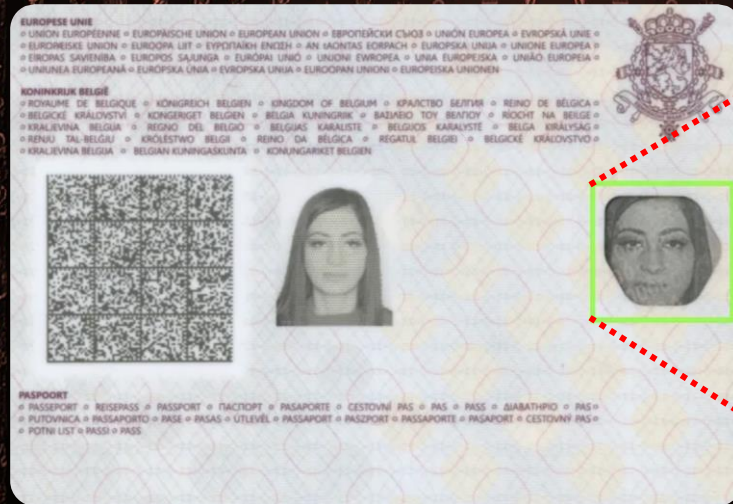 EUROPESE UNIE
¤ UNION EUROPÉENNE ¤ EUROPÄISCHE UNION ¤ EUROPEAN UNION ¤ ЕВРОПЕЙСКИ СЪЮЗ ¤ UNIÓN EUROPEA ¤ EVROPSKÁ UNIE ¤
¤ EUROPÆISKE UNION ¤ EUROOPA LIIT ¤ ΕΥΡΩΠΑΪΚΗ ΕΝΩΣΗ ¤ AN tAONTAS EORPACH ¤ EUROPSKA UNIJA ¤ UNIONE EUROPEA ¤
¤ EIROPAS SAVIENĪBA ¤ EUROPOS SĄJUNGA ¤ EURÓPAI UNIÓ ¤ UNJONI EWROPEA ¤ UNIA EUROPEJSKA ¤ UNIÃO EUROPEIA ¤
¤ UNIUNEA EUROPEANĂ ¤ EURÓPSKA ÚNIA ¤ EVROPSKA UNIJA ¤ EUROOPAN UNIONI ¤ EUROPEISKA UNIONEN
KONINKRIJK BELGIË
¤ ROYAUME DE BELGIQUE ¤ KÖNIGREICH BELGIEN ¤ KINGDOM OF BELGIUM ¤ КРАЛСТВО БЕЛГИЯ ¤ REINO DE BÉLGICA ¤
¤ BELGICKÉ KRÁLOVSTVÍ ¤ KONGERIGET BELGIEN ¤ BELGIA KUNINGRIIK ¤ ΒΑΣΙΛΕΙΟ ΤΟΥ ΒΕΛΓΙΟΥ ¤ RÍOCHT NA BEILGE ¤
¤ KRALJEVINA BELGIJA ¤ REGNO DEL BELGIO ¤ BEĻĢIJAS KARALISTE ¤ BELGIJOS KARALYSTĖ ¤ BELGA KIRÁLYSÁG ¤
¤ RENJU TAL-BELĠJU ¤ KRÓLESTWO BELGII ¤ REINO DA BÉLGICA ¤ REGATUL BELGIEI ¤ BELGICKÉ KRÁĽOVSTVO ¤
¤ KRALJEVINA BELGIJA ¤ BELGIAN KUNINGASKUNTA ¤ KONUNGARIKET BELGIEN
PASPOORT
¤ PASSEPORT ¤ REISEPASS ¤ PASSPORT ¤ ПАСПОРТ ¤ PASAPORTE ¤ CESTOVNÍ PAS ¤ PAS ¤ PASS ¤ ΔΙΑΒΑΤΗΡΙΟ ¤ PAS ¤
¤ PUTOVNICA ¤ PASSAPORTO ¤ PASE ¤ PASAS ¤ ÚTLEVÉL ¤ PASSAPORT ¤ PASZPORT ¤ PASSAPORTE ¤ PAȘAPORT ¤ CESTOVNÝ PAS ¤
¤ POTNI LIST ¤ PASSI ¤ PASS